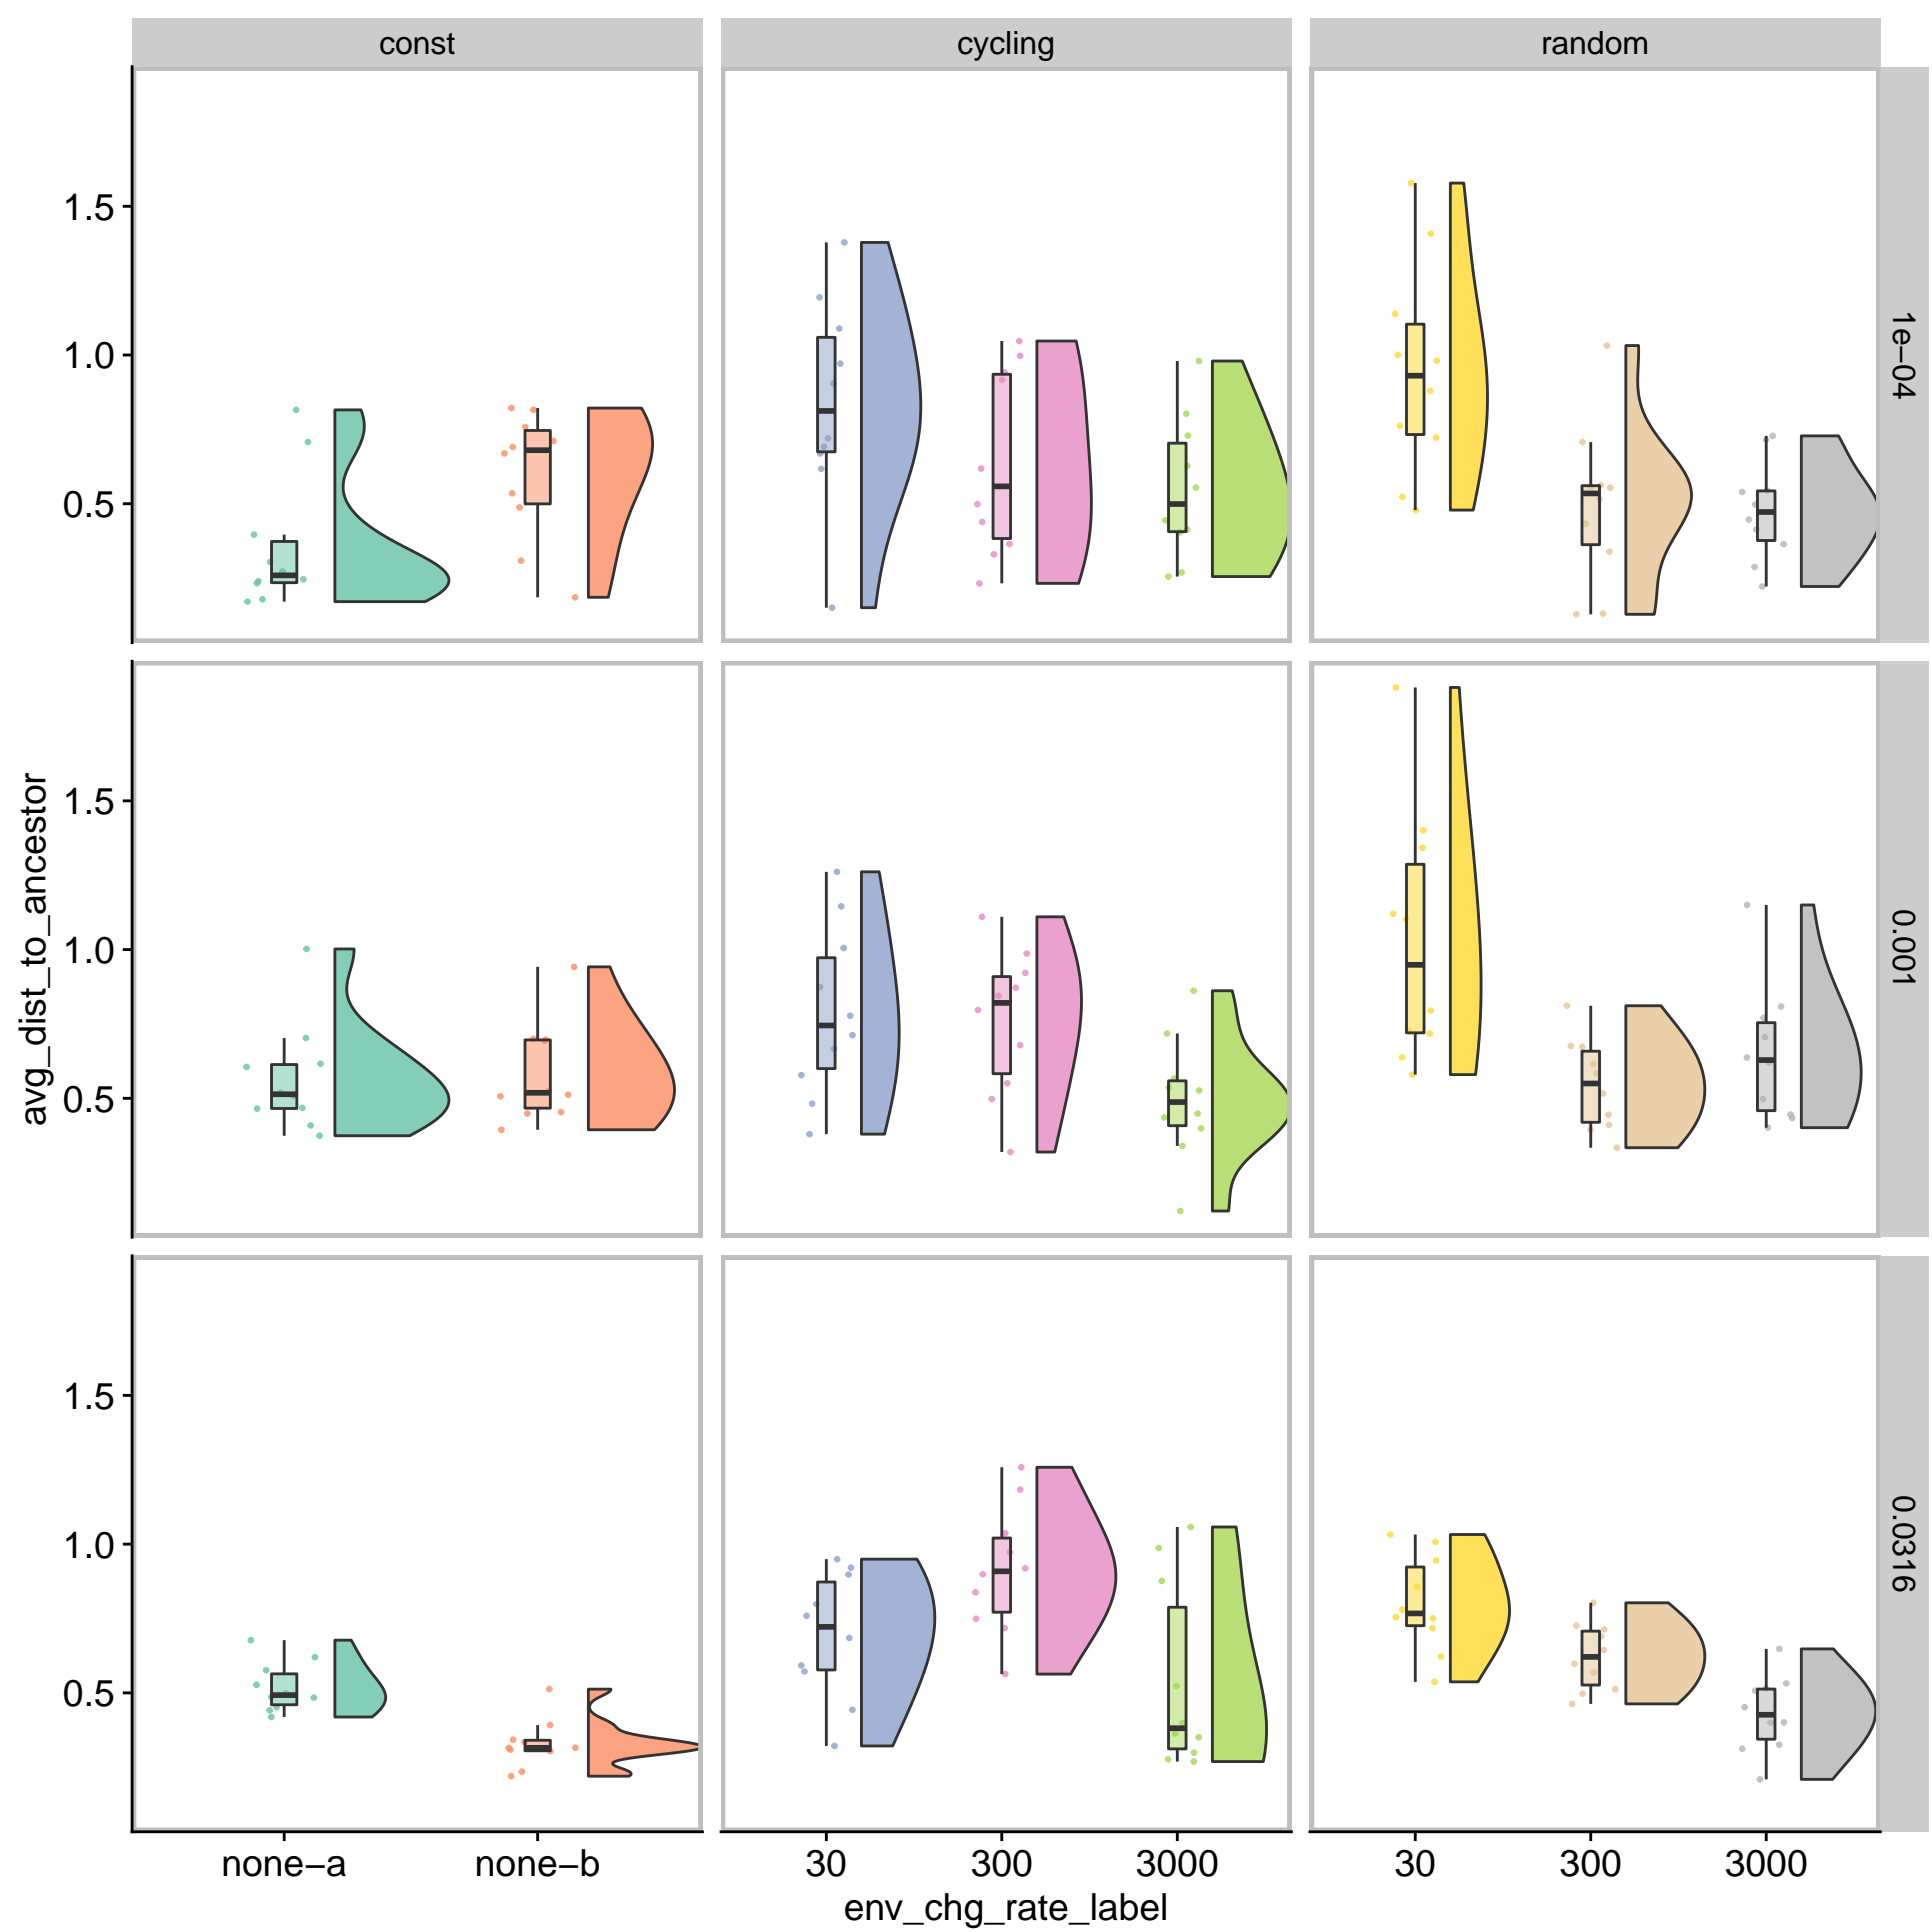 const cycling random
1e−04
1.5
1.0
0.5
0.001
1.5
1.0
0.5
avg_dist_to_ancestor
0.0316
1.5
1.0
0.5
none−a none−b 30 300 3000 30 300 3000
env_chg_rate_label